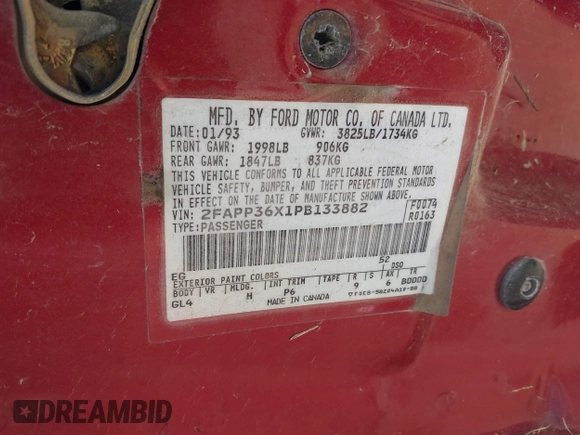 MFD. BY FORD MOTOR CO. OF CANADA LTD.
DATE: 01/93 GVWR: 3825LB/1734KG
FRONT GAWR: 1998LB 906KG
REAR GAWR: 1847LB 837KG
THIS VEHICLE CONFORMS TO ALL APPLICABLE FEDERAL MOTOR
VEHICLE SAFETY, BUMPER, AND THEFT PREVENTION STANDARDS
IN EFFECT ON THE DATE OF MANUFACTURE SHOWN ABOVE.
VIN: 2FAPP36X1PB133882 F0074
TYPE: PASSENGER R0163
52
EG DSO
EXTERIOR PAINT COLORS
BODY VR MLDG. INT TRIM TAPE R S AX TR
GL4 H P6 9 6 BDDDD
MADE IN CANADA
DREAMBID